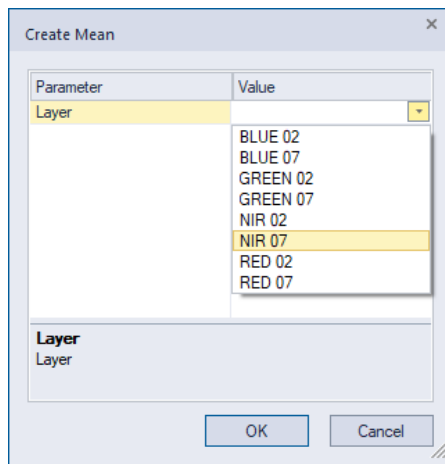 Create Mean
Parameter Value
Layer
BLUE 02
BLUE 07
GREEN 02
GREEN 07
NIR 02
NIR 07
RED 02
RED 07
Layer
Layer
OK Cancel